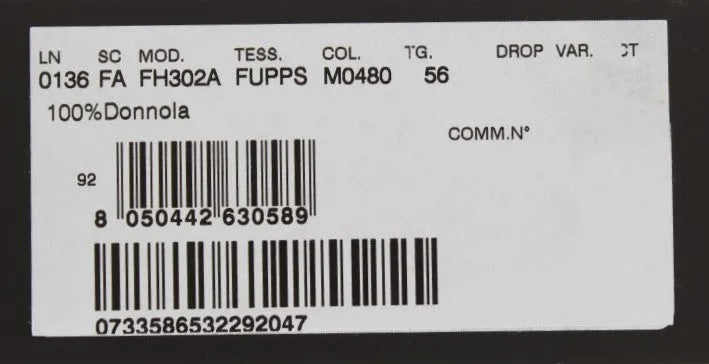 LN SC MOD. TESS. COL. TG. DROP VAR. CT
0136 FA FH302A FUPPS M0480 56
100%Donnola
COMM.N°
92
8 050442 630589
0733586532292047